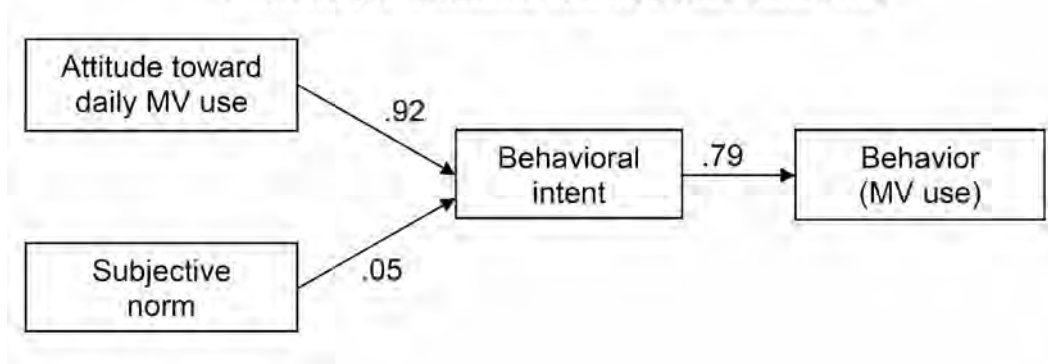 Attitude toward
daily MV use
.92
Behavioral
intent
.79
Behavior
(MV use)
Subjective
norm
.05